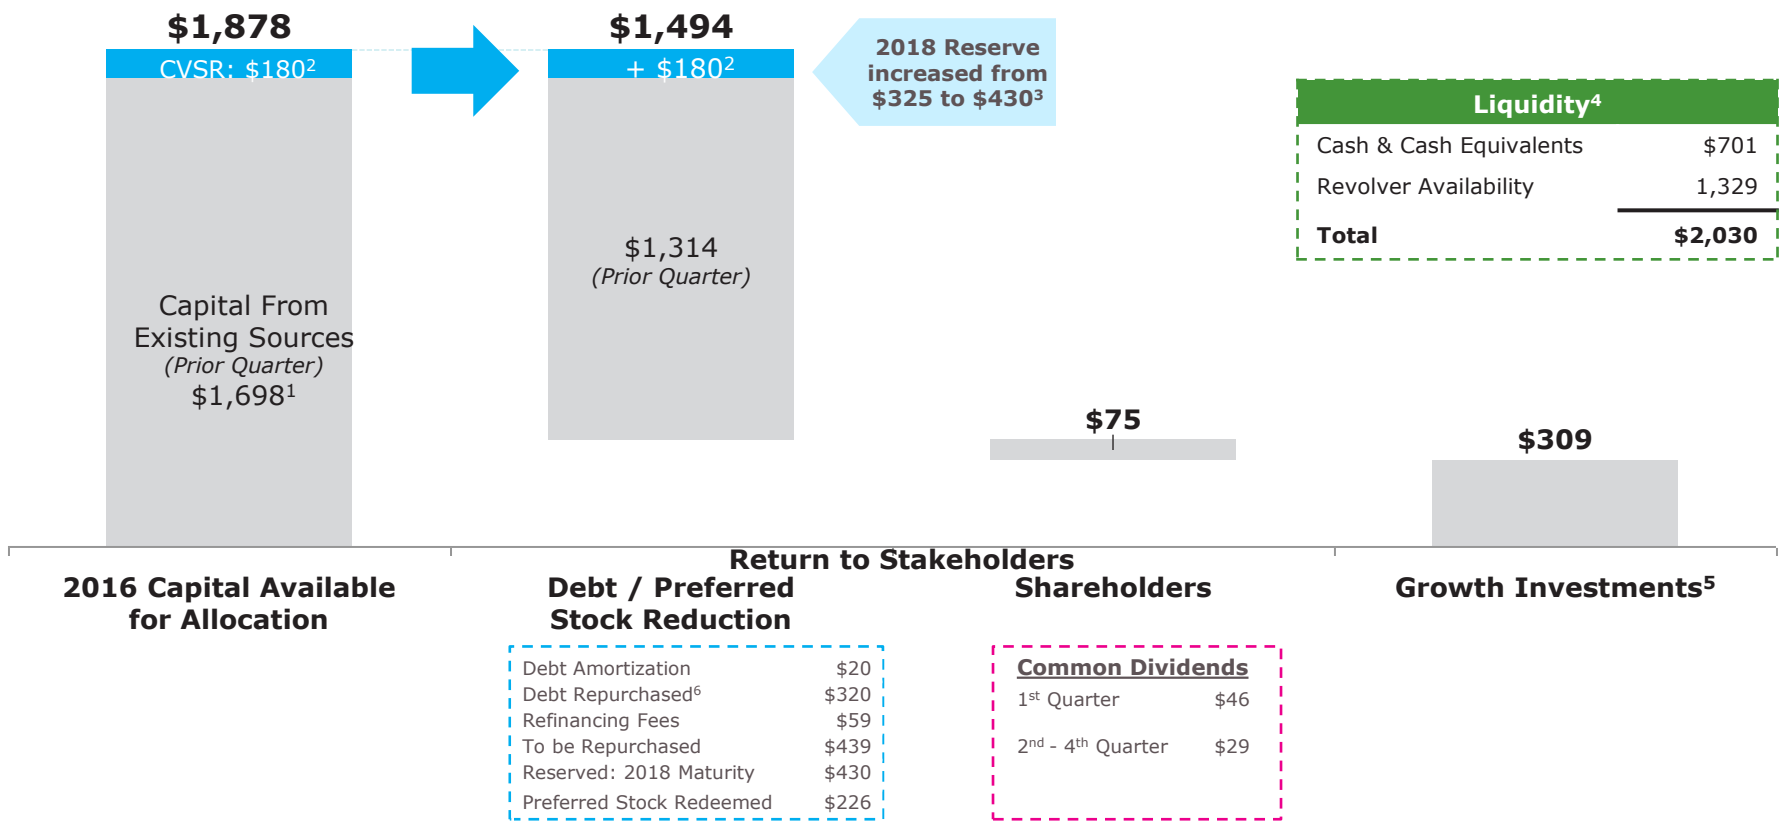 $1,878
CVSR: $180²
Capital From
Existing Sources
(Prior Quarter)
$1,698¹
$1,494
+ $180²
$1,314
(Prior Quarter)
2018 Reserve
increased from
$325 to $430³
Liquidity⁴
Cash & Cash Equivalents $701
Revolver Availability 1,329
Total $2,030
$75
$309
Return to Stakeholders
2016 Capital Available
for Allocation
Debt / Preferred
Stock Reduction
Shareholders
Growth Investments⁵
Debt Amortization $20
Debt Repurchased⁶ $320
Refinancing Fees $59
To be Repurchased $439
Reserved: 2018 Maturity $430
Preferred Stock Redeemed $226
Common Dividends
1st Quarter $46
2nd - 4th Quarter $29